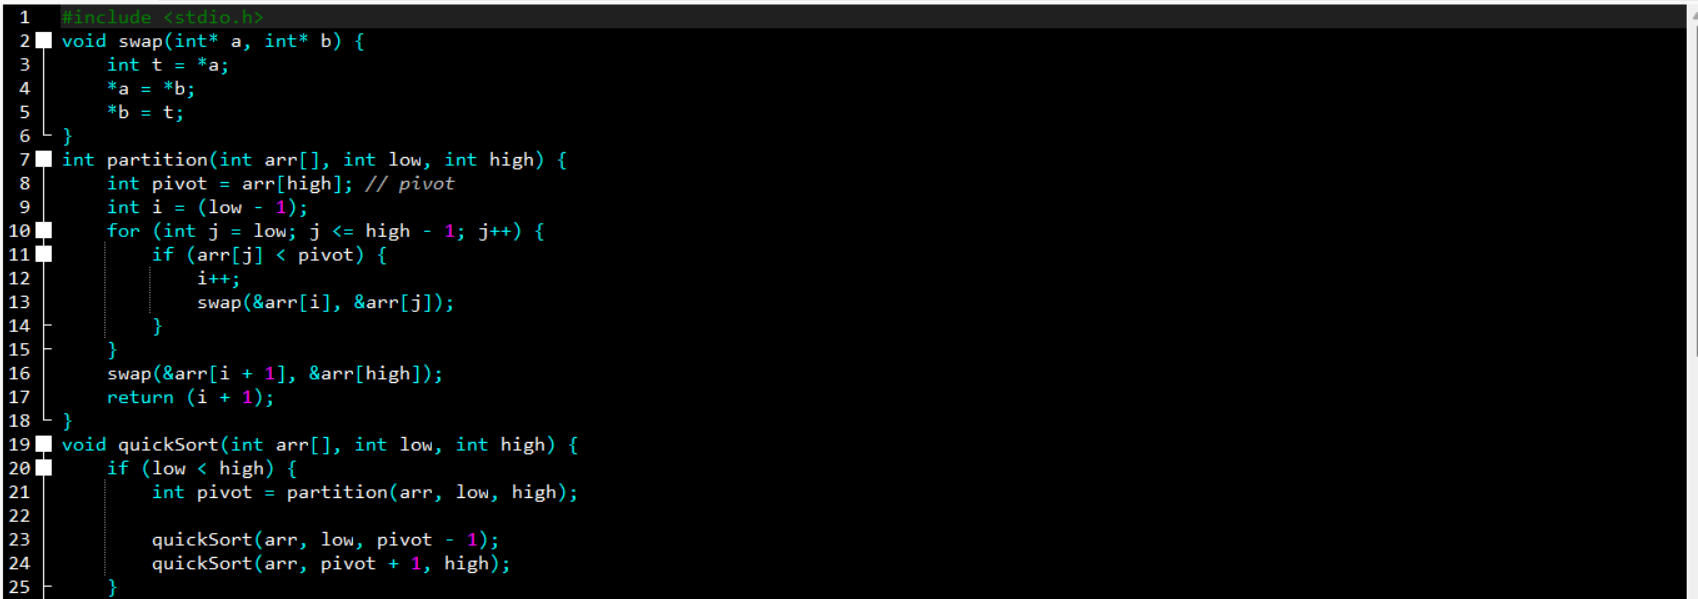 1 #include <stdio.h>
2 void swap(int* a, int* b) {
3     int t = *a;
4     *a = *b;
5     *b = t;
6 }
7 int partition(int arr[], int low, int high) {
8     int pivot = arr[high]; // pivot
9     int i = (low - 1);
10     for (int j = low; j <= high - 1; j++) {
11         if (arr[j] < pivot) {
12             i++;
13             swap(&arr[i], &arr[j]);
14         }
15     }
16     swap(&arr[i + 1], &arr[high]);
17     return (i + 1);
18 }
19 void quickSort(int arr[], int low, int high) {
20     if (low < high) {
21         int pivot = partition(arr, low, high);
22
23         quickSort(arr, low, pivot - 1);
24         quickSort(arr, pivot + 1, high);
25     }